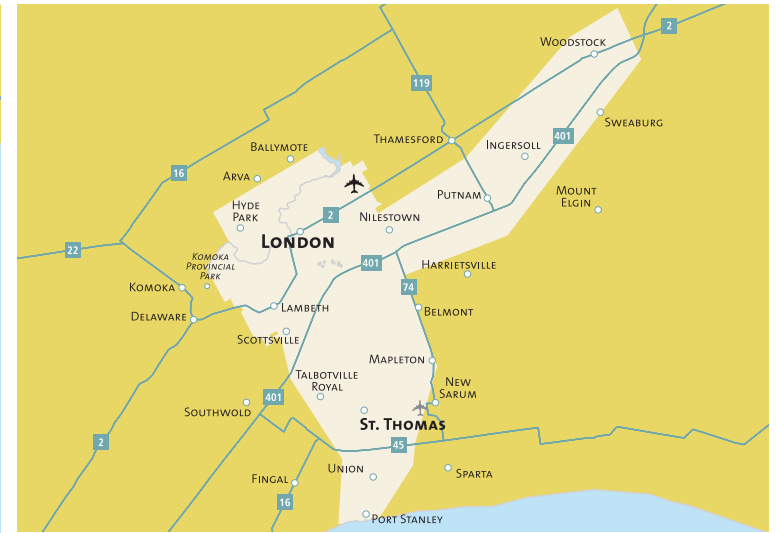 2
WOODSTOCK
119
SWEABURG
401
THAMESFORD
INGERSOLL
BALLYMOTE
16
ARVA
HYDE
PARK
PUTNAM
MOUNT
ELGIN
2
NILESTOWN
LONDON
22
KOMOKA
PROVINCIAL
PARK
401
HARRIETSVILLE
KOMOKA
74
LAMBETH
BELMONT
DELAWARE
SCOTTSVILLE
MAPLETON
TALBOTVILLE
ROYAL
NEW
SARUM
401
SOUTHWOLD
ST. THOMAS
2
45
UNION
SPARTA
FINGAL
16
PORT STANLEY